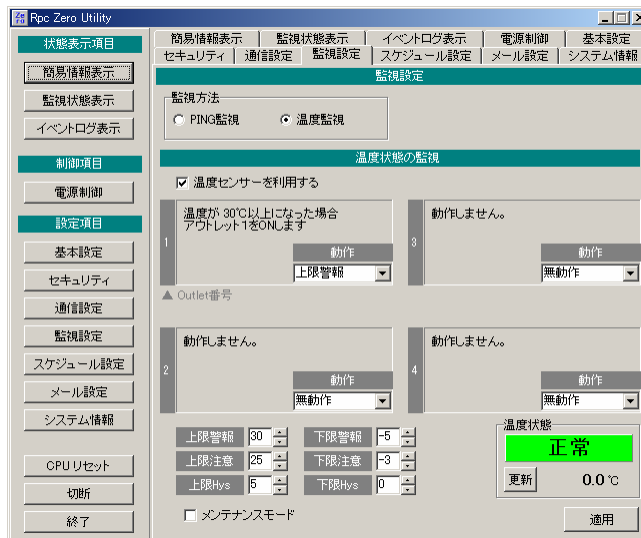 Rpc Zero Utility
状態表示項目
簡易情報表示
監視状態表示
イベントログ表示
制御項目
電源制御
設定項目
基本設定
セキュリティ
通信設定
監視設定
スケジュール設定
メール設定
システム情報
CPU リセット
切断
終了
簡易情報表示 監視状態表示 イベントログ表示 電源制御 基本設定
セキュリティ 通信設定 監視設定 スケジュール設定 メール設定 システム情報
監視設定
監視方法
PING監視 温度監視
温度状態の監視
温度センサーを利用する
1
温度が 30℃以上になった場合
アウトレット1をONします
動作
上限警報
3
動作しません。
動作
無動作
▲ Outlet番号
2
動作しません。
動作
無動作
4
動作しません。
動作
無動作
上限警報 30 下限警報 -5
上限注意 25 下限注意 -3
上限Hys 5 下限Hys 0
メンテナンスモード
温度状態
正常
更新 0.0 ℃
適用